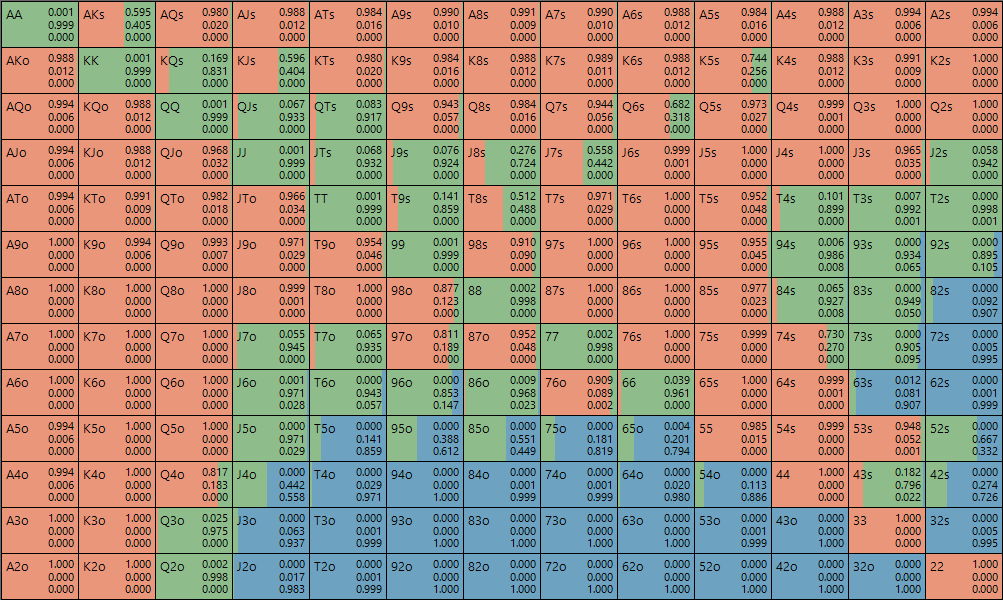 AA 0.001 AKs 0.595 AQs 0.980 AJs 0.988 ATs 0.984 A9s 0.990 A8s 0.991 A7s 0.990 A6s 0.988 A5s 0.984 A4s 0.988 A3s 0.994 A2s 0.994
0.999 0.405 0.020 0.012 0.016 0.010 0.009 0.010 0.012 0.016 0.012 0.006 0.006
0.000 0.000 0.000 0.000 0.000 0.000 0.000 0.000 0.000 0.000 0.000 0.000 0.000
AKo 0.988 KK 0.001 KQs 0.169 KJs 0.596 KTs 0.980 K9s 0.984 K8s 0.988 K7s 0.989 K6s 0.988 K5s 0.744 K4s 0.988 K3s 0.991 K2s 1.000
0.012 0.999 0.831 0.404 0.020 0.016 0.012 0.011 0.012 0.256 0.012 0.009 0.000
0.000 0.000 0.000 0.000 0.000 0.000 0.000 0.000 0.000 0.000 0.000 0.000 0.000
AQo 0.994 KQo 0.988 QQ 0.001 QJs 0.067 QTs 0.083 Q9s 0.943 Q8s 0.984 Q7s 0.944 Q6s 0.682 Q5s 0.973 Q4s 0.999 Q3s 1.000 Q2s 1.000
0.006 0.012 0.999 0.933 0.917 0.057 0.016 0.056 0.318 0.027 0.001 0.000 0.000
0.000 0.000 0.000 0.000 0.000 0.000 0.000 0.000 0.000 0.000 0.000 0.000 0.000
AJo 0.994 KJo 0.988 QJo 0.968 JJ 0.001 JTs 0.068 J9s 0.076 J8s 0.276 J7s 0.558 J6s 0.999 J5s 1.000 J4s 1.000 J3s 0.965 J2s 0.058
0.006 0.012 0.032 0.999 0.932 0.924 0.724 0.442 0.001 0.000 0.000 0.035 0.942
0.000 0.000 0.000 0.000 0.000 0.000 0.000 0.000 0.000 0.000 0.000 0.000 0.000
ATo 0.994 KTo 0.991 QTo 0.982 JTo 0.966 TT 0.001 T9s 0.141 T8s 0.512 T7s 0.971 T6s 1.000 T5s 0.952 T4s 0.101 T3s 0.007 T2s 0.000
0.006 0.009 0.018 0.034 0.999 0.859 0.488 0.029 0.000 0.048 0.899 0.992 0.998
0.000 0.000 0.000 0.000 0.000 0.000 0.000 0.000 0.000 0.000 0.000 0.001 0.001
A9o 1.000 K9o 0.994 Q9o 0.993 J9o 0.971 T9o 0.954 99 0.001 98s 0.910 97s 1.000 96s 1.000 95s 0.955 94s 0.006 93s 0.000 92s 0.000
0.000 0.006 0.007 0.029 0.046 0.999 0.090 0.000 0.000 0.045 0.986 0.934 0.895
0.000 0.000 0.000 0.000 0.000 0.000 0.000 0.000 0.000 0.000 0.008 0.065 0.105
A8o 1.000 K8o 1.000 Q8o 1.000 J8o 0.999 T8o 1.000 98o 0.877 88 0.002 87s 1.000 86s 1.000 85s 0.977 84s 0.065 83s 0.000 82s 0.000
0.000 0.000 0.000 0.001 0.000 0.123 0.998 0.000 0.000 0.023 0.927 0.949 0.092
0.000 0.000 0.000 0.000 0.000 0.000 0.000 0.000 0.000 0.000 0.008 0.050 0.907
A7o 1.000 K7o 1.000 Q7o 1.000 J7o 0.055 T7o 0.065 97o 0.811 87o 0.952 77 0.002 76s 1.000 75s 0.999 74s 0.730 73s 0.000 72s 0.000
0.000 0.000 0.000 0.945 0.935 0.189 0.048 0.998 0.000 0.001 0.270 0.905 0.005
0.000 0.000 0.000 0.000 0.000 0.000 0.000 0.000 0.000 0.000 0.000 0.095 0.995
A6o 1.000 K6o 1.000 Q6o 1.000 J6o 0.001 T6o 0.000 96o 0.000 86o 0.009 76o 0.909 66 0.039 65s 1.000 64s 0.999 63s 0.012 62s 0.000
0.000 0.000 0.000 0.971 0.943 0.853 0.968 0.089 0.961 0.000 0.001 0.081 0.001
0.000 0.000 0.000 0.028 0.057 0.147 0.023 0.002 0.000 0.000 0.000 0.907 0.999
A5o 0.994 K5o 1.000 Q5o 1.000 J5o 0.000 T5o 0.000 95o 0.000 85o 0.000 75o 0.000 65o 0.004 55 0.985 54s 0.999 53s 0.948 52s 0.000
0.006 0.000 0.000 0.971 0.141 0.388 0.551 0.181 0.201 0.015 0.000 0.052 0.667
0.000 0.000 0.000 0.029 0.859 0.612 0.449 0.819 0.794 0.000 0.000 0.001 0.332
A4o 0.994 K4o 1.000 Q4o 0.817 J4o 0.000 T4o 0.000 94o 0.000 84o 0.000 74o 0.000 64o 0.000 54o 0.000 44 1.000 43s 0.182 42s 0.000
0.006 0.000 0.183 0.442 0.029 0.000 0.001 0.001 0.020 0.113 0.000 0.796 0.274
0.000 0.000 0.000 0.558 0.971 1.000 0.999 0.999 0.980 0.886 0.000 0.022 0.726
A3o 1.000 K3o 1.000 Q3o 0.025 J3o 0.000 T3o 0.000 93o 0.000 83o 0.000 73o 0.000 63o 0.000 53o 0.000 43o 0.000 33 1.000 32s 0.000
0.000 0.000 0.975 0.063 0.001 0.000 0.000 0.000 0.000 0.001 0.000 0.000 0.005
0.000 0.000 0.000 0.937 0.999 1.000 1.000 1.000 1.000 0.999 1.000 0.000 0.995
A2o 1.000 K2o 1.000 Q2o 0.002 J2o 0.000 T2o 0.000 92o 0.000 82o 0.000 72o 0.000 62o 0.000 52o 0.000 42o 0.000 32o 0.000 22 1.000
0.000 0.000 0.998 0.017 0.001 0.000 0.000 0.000 0.000 0.000 0.000 0.000 0.000
0.000 0.000 0.000 0.983 0.999 1.000 1.000 1.000 1.000 1.000 1.000 1.000 0.000